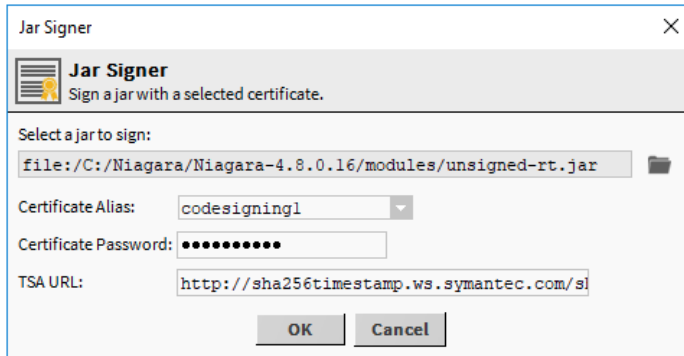 Jar Signer
Jar Signer
Sign a jar with a selected certificate.
Select a jar to sign:
file:/C:/Niagara/Niagara-4.8.0.16/modules/unsigned-rt.jar
Certificate Alias: codesigning1
Certificate Password: ●●●●●●●●●●
TSA URL: http://sha256timestamp.ws.symantec.com/sl
OK Cancel